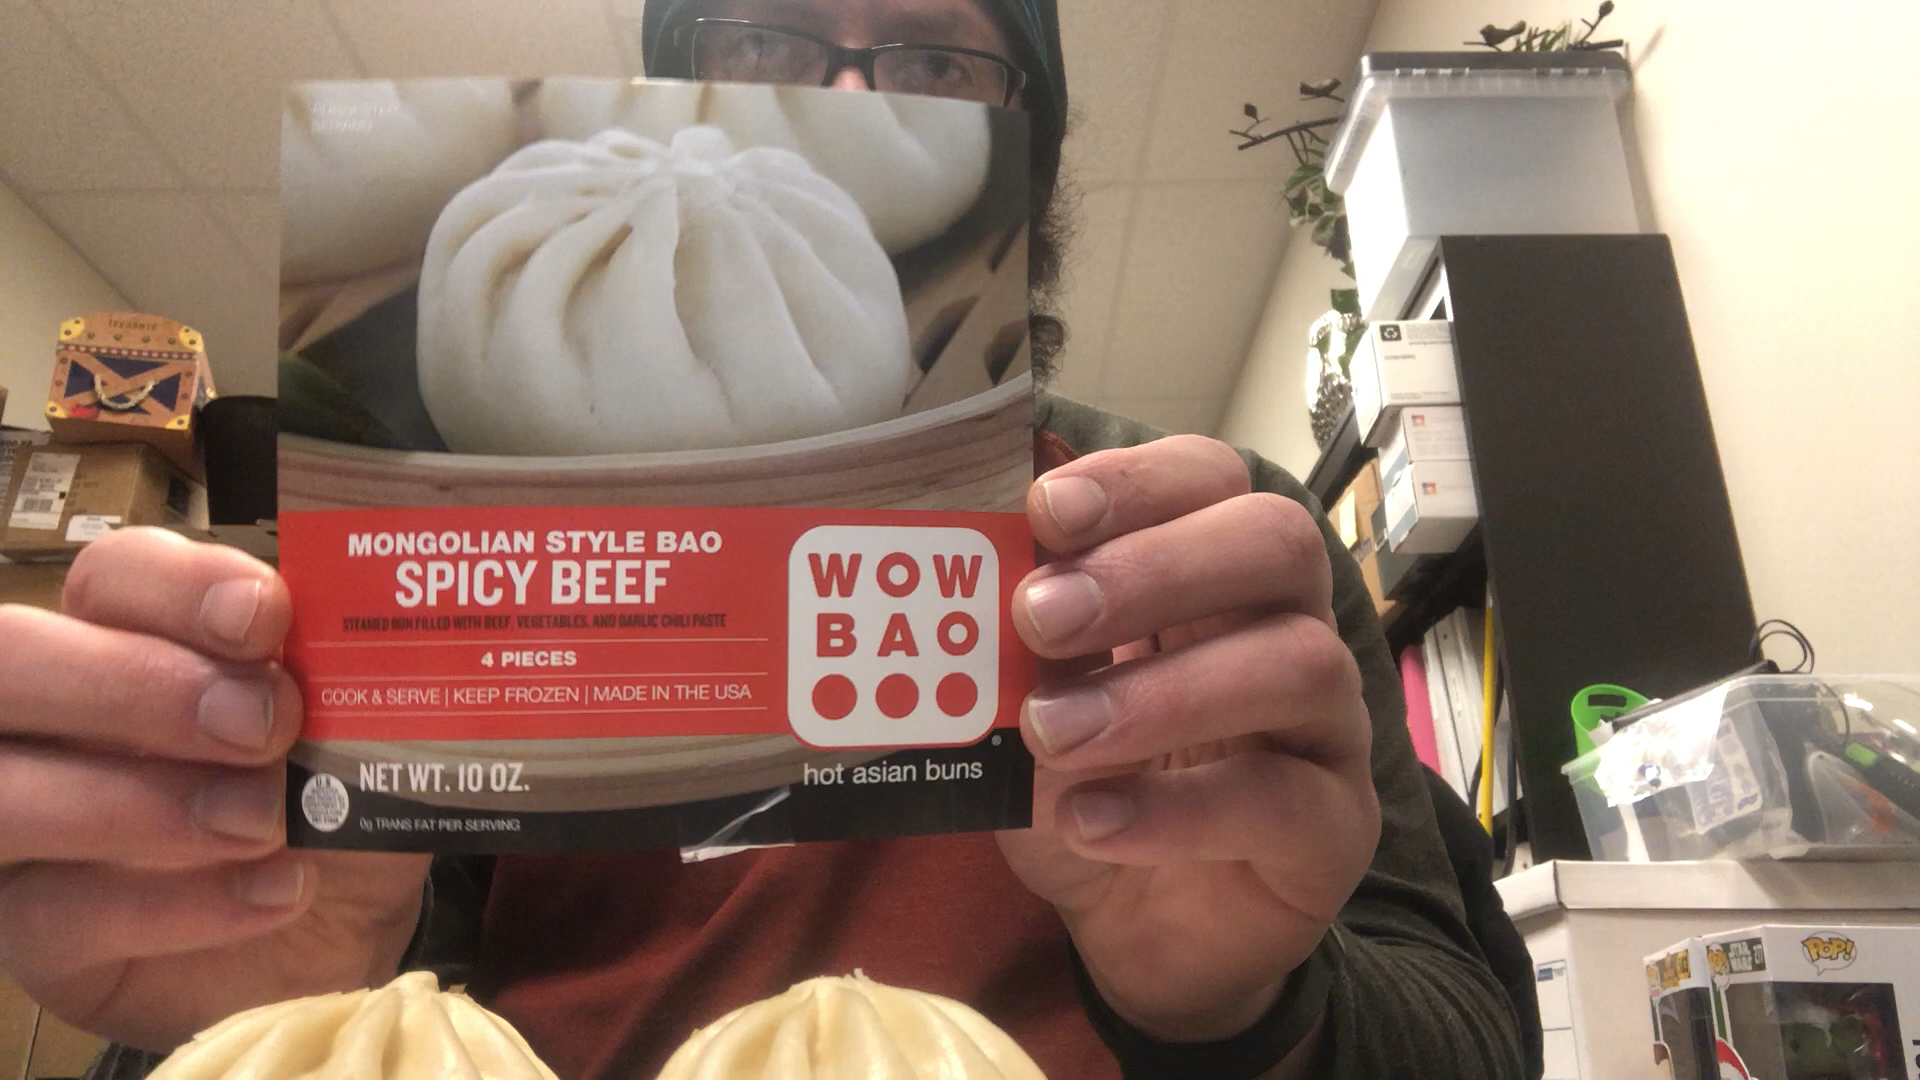 MONGOLIAN STYLE BAO
SPICY BEEF
STEAMED BUN FILLED WITH BEEF, VEGETABLES, AND GARLIC CHILI PASTE
4 PIECES
COOK & SERVE | KEEP FROZEN | MADE IN THE USA
WOW
BAO
®
hot asian buns
NET WT. 10 OZ.
0g TRANS FAT PER SERVING
STAR
WARS
POP!